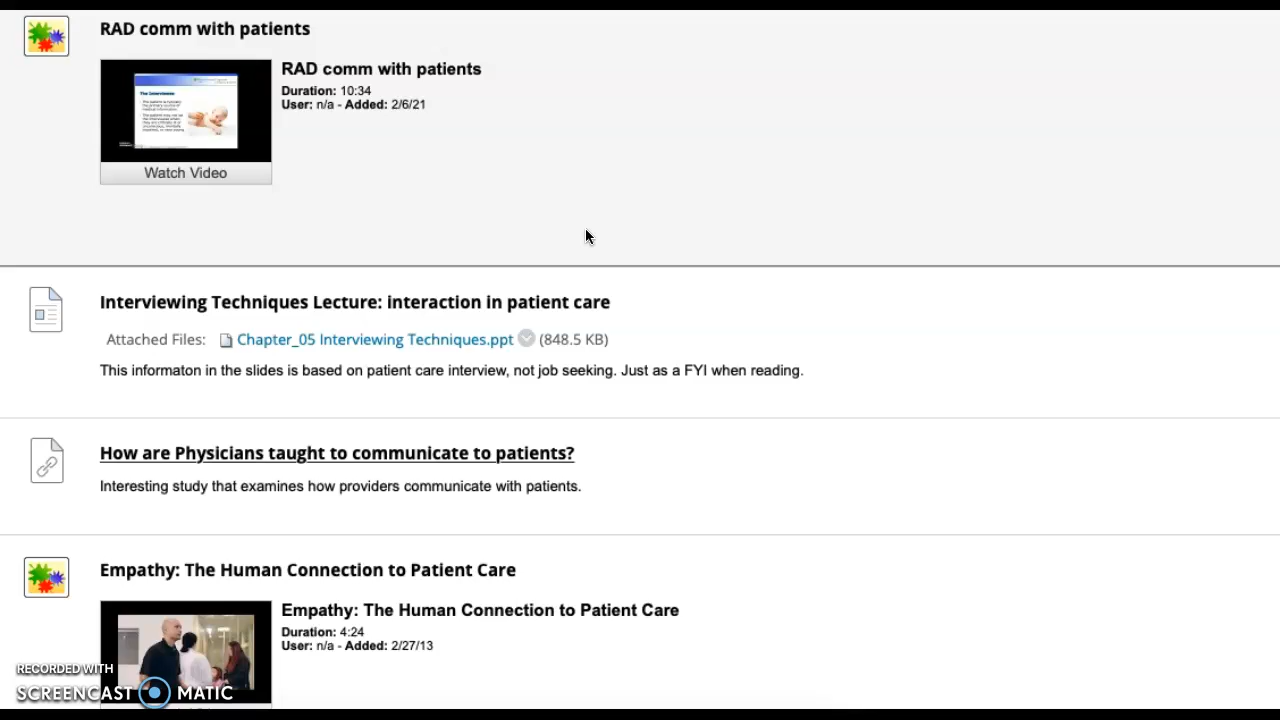 RAD comm with patients
RAD comm with patients
Duration: 10:34
User: n/a - Added: 2/6/21
The Interviewee
Watch Video
Interviewing Techniques Lecture: interaction in patient care
Attached Files: Chapter_05 Interviewing Techniques.ppt (848.5 KB)
This informaton in the slides is based on patient care interview, not job seeking. Just as a FYI when reading.
How are Physicians taught to communicate to patients?
Interesting study that examines how providers communicate with patients.
Empathy: The Human Connection to Patient Care
Empathy: The Human Connection to Patient Care
Duration: 4:24
User: n/a - Added: 2/27/13
RECORDED WITH
SCREENCAST MATIC